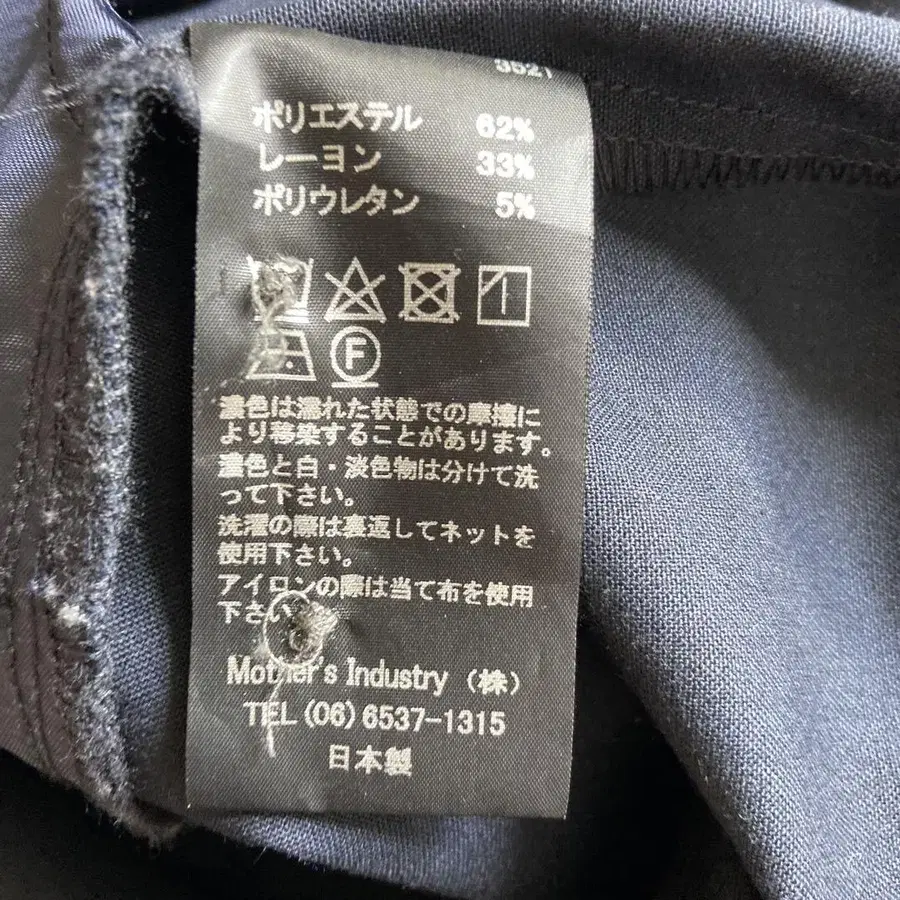 3621
ポリエステル 62%
レーヨン 33%
ポリウレタン 5%
F
濃色は濡れた状態での摩擦に
より移染することがあります。
濃色と白・淡色物は分けて洗
って下さい。
洗濯の際は裏返してネットを
使用下さい。
アイロンの際は当て布を使用
下さい
Mother's Industry (株)
TEL(06)6537-1315
日本製